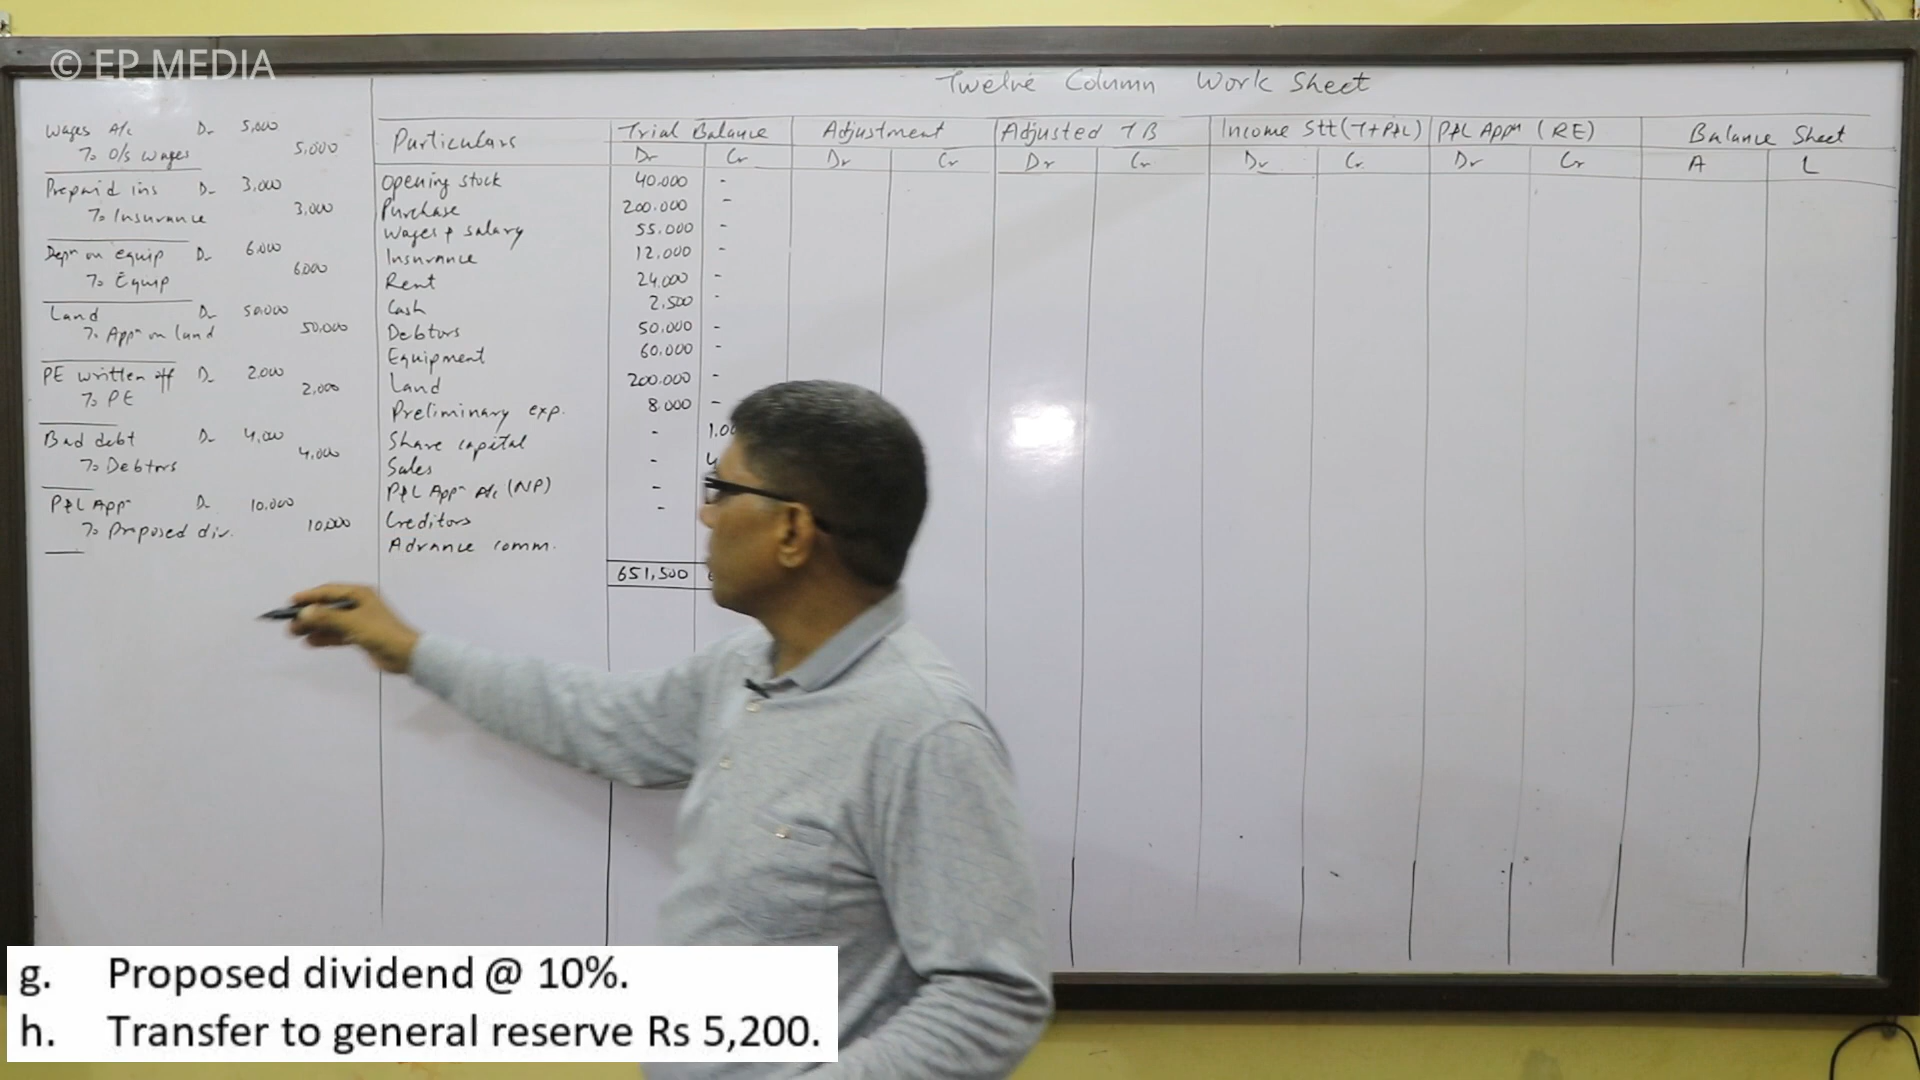 © EP MEDIA
Twelve Column Work Sheet
Wages A/c Dr 5,000
To O/s wages 5,000
Prepaid ins Dr 3,000
To Insurance 3,000
Depn on equip Dr 6,000
To Equip 6,000
Land Dr 50,000
To Appn on land 50,000
PE written off Dr 2,000
To PE 2,000
Bad debt Dr 4,000
To Debtors 4,000
P&L App Dr 10,000
To Proposed div. 10,000
Particulars Trial Balance Adjustment Adjusted TB Income Stt (T+P&L) P&L Appn (RE) Balance Sheet
Dr Cr Dr Cr Dr Cr Dr Cr Dr Cr A L
Opening stock 40,000 -
Purchase 200,000 -
Wages & salary 55,000 -
Insurance 12,000 -
Rent 24,000 -
Cash 2,500 -
Debtors 50,000 -
Equipment 60,000 -
Land 200,000 -
Preliminary exp. 8,000 -
Share capital -
Sales -
P&L Appn A/c (NP) -
Creditors -
Advance comm.
651,500
g. Proposed dividend @ 10%.
h. Transfer to general reserve Rs 5,200.